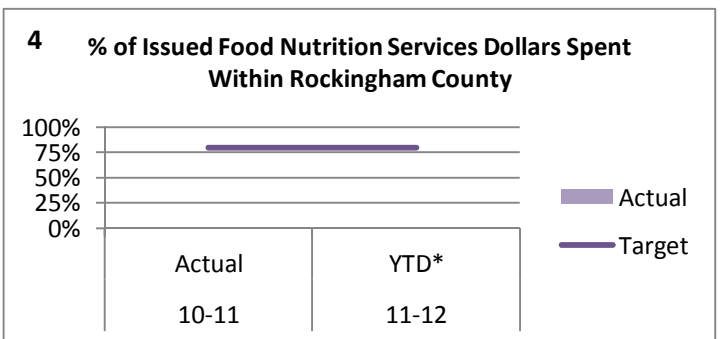 4
% of Issued Food Nutrition Services Dollars Spent
Within Rockingham County
100%
75%
50%
25%
0%
Actual
Target
Actual YTD*
10-11 11-12